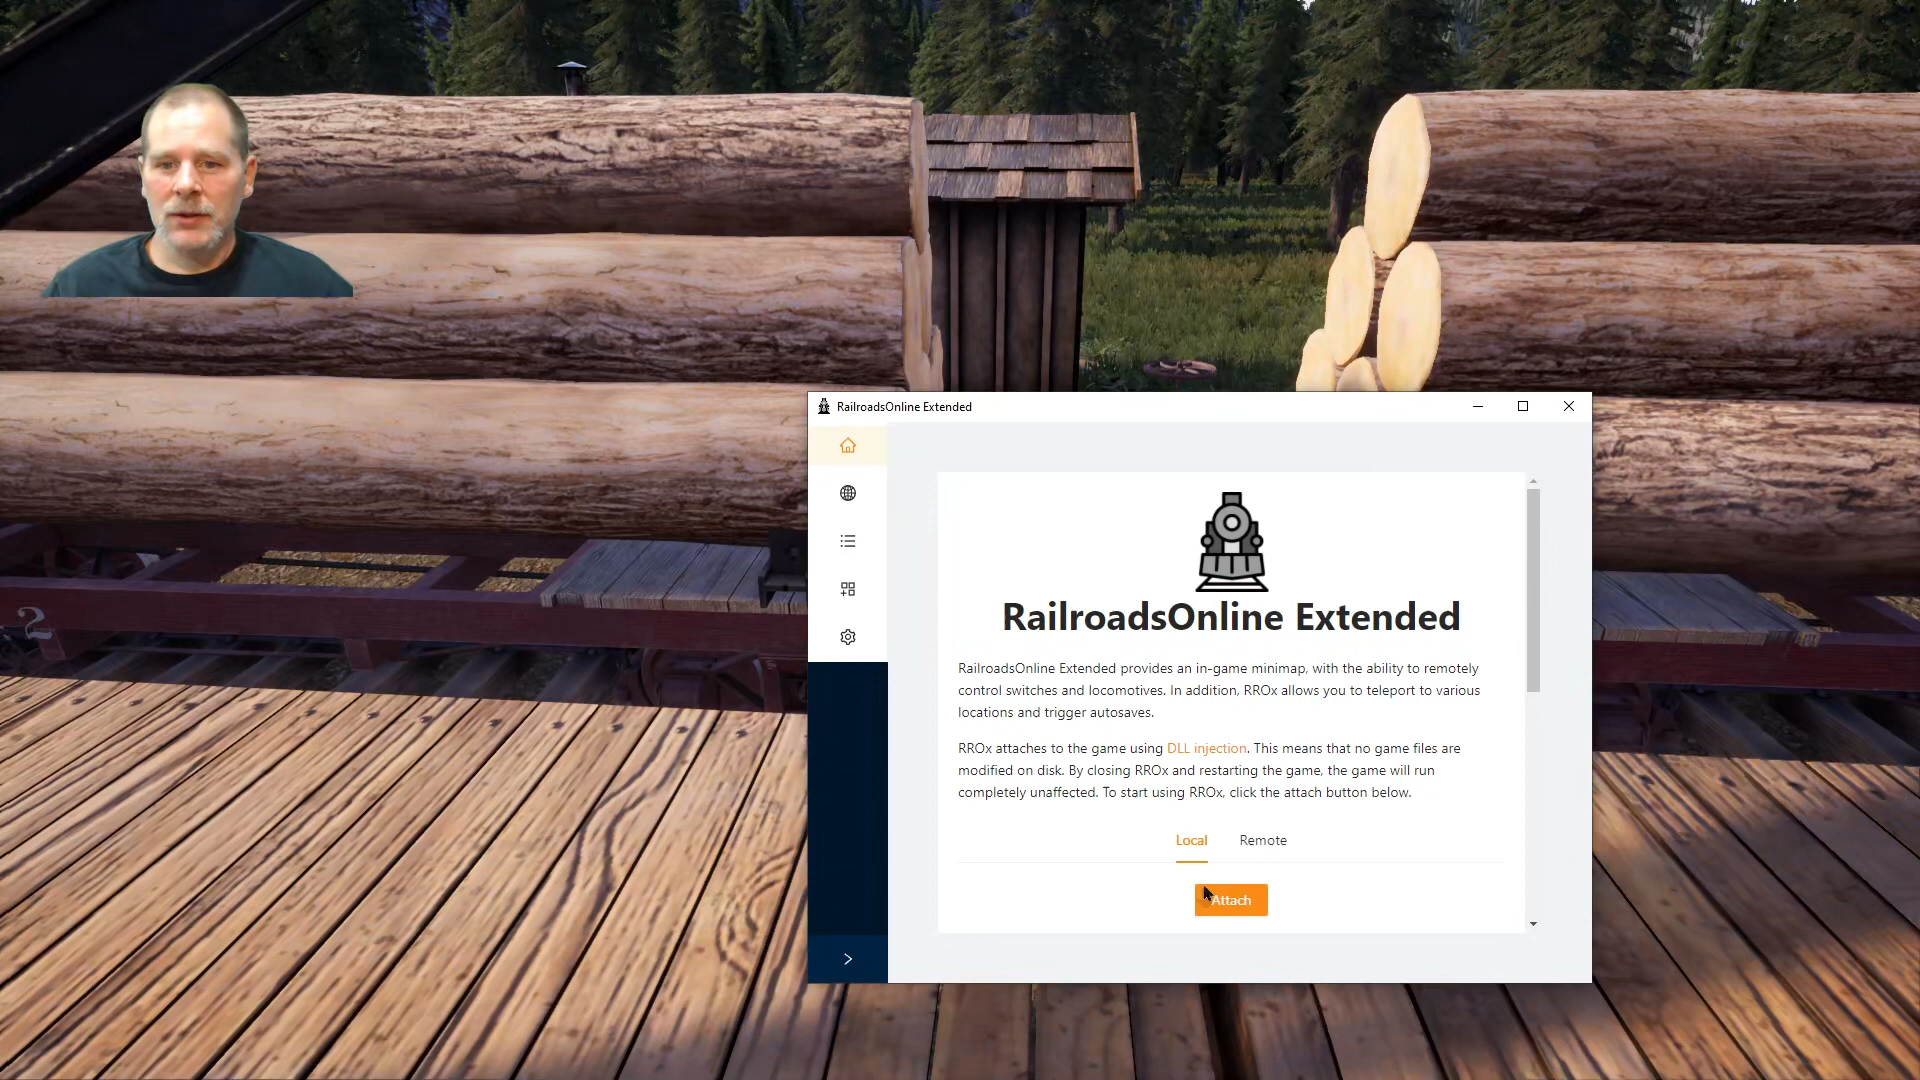 RailroadsOnline Extended
RailroadsOnline Extended
RailroadsOnline Extended provides an in-game minimap, with the ability to remotely
control switches and locomotives. In addition, RROx allows you to teleport to various
locations and trigger autosaves.
RROx attaches to the game using DLL injection. This means that no game files are
modified on disk. By closing RROx and restarting the game, the game will run
completely unaffected. To start using RROx, click the attach button below.
Local Remote
Attach
2